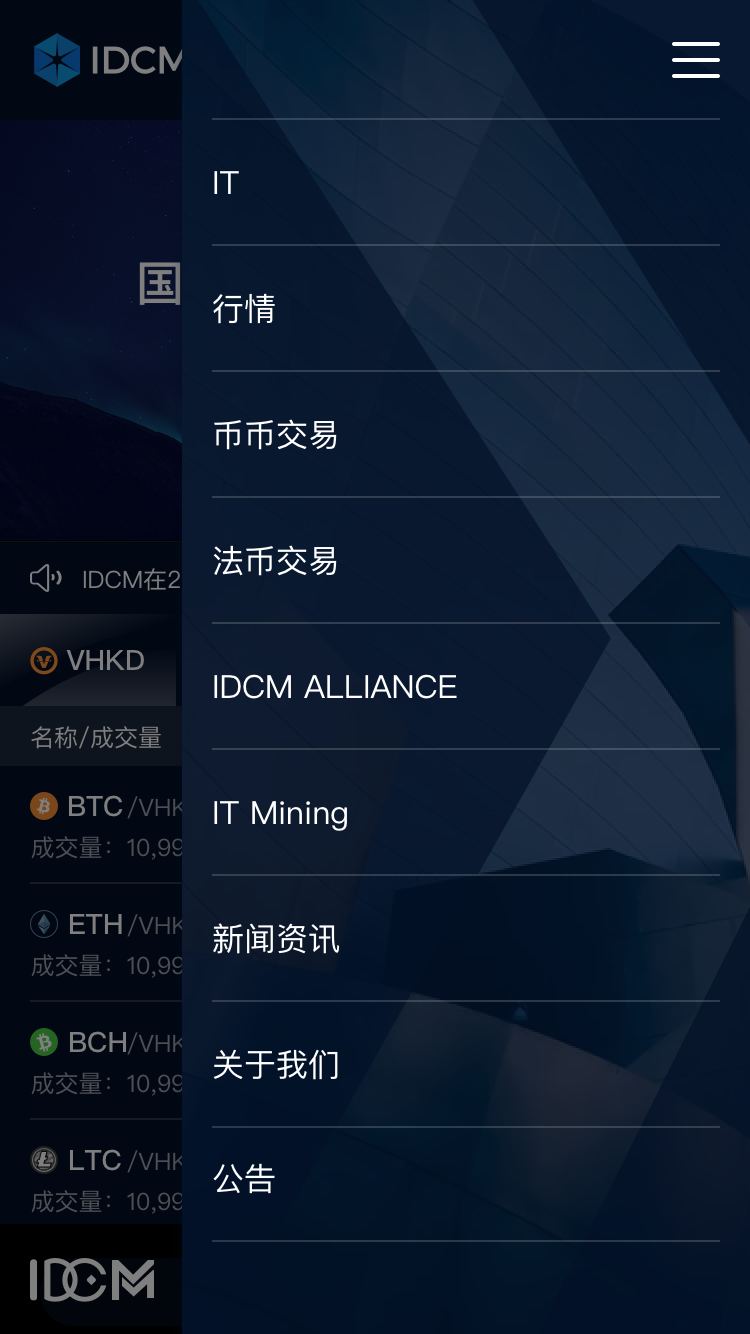 IDCM
IT
国
行情
币币交易
法币交易
IDCM在2
VHKD
IDCM ALLIANCE
名称/成交量
BTC/VHK
IT Mining
成交量：10,99
ETH/VHK
新闻资讯
成交量：10,99
BCH/VHK
关于我们
成交量：10,99
LTC/VHK
公告
成交量：10,99
IDCM